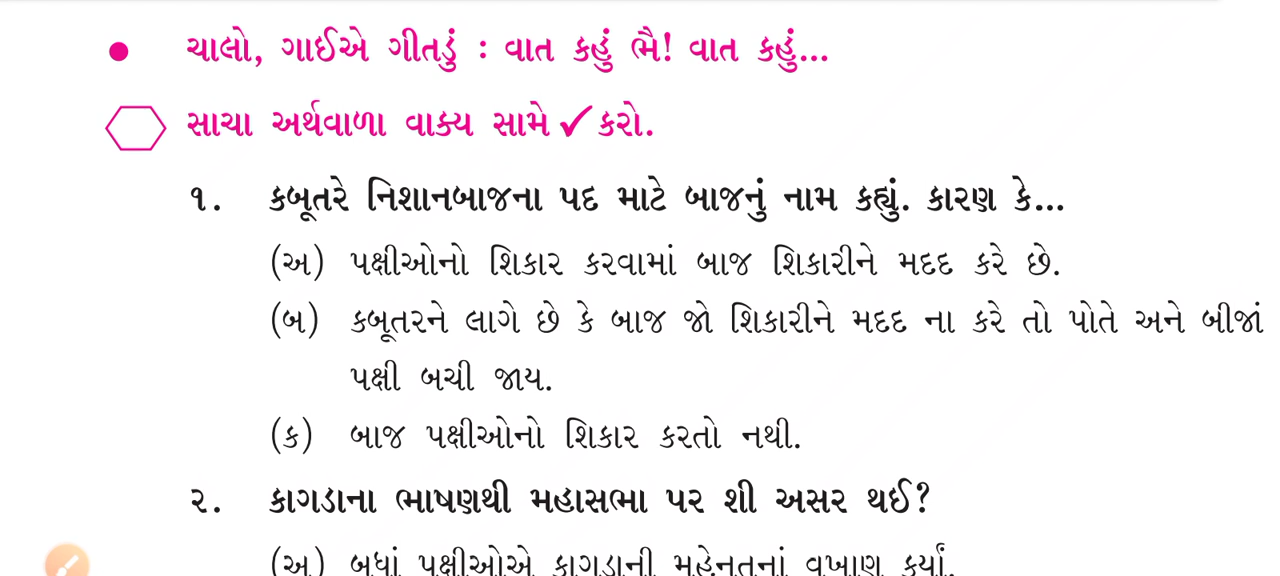 ● ચાલો, ગાઈએ ગીતડું : વાત કહું ભૈ! વાત કહું...
સાચા અર્થવાળા વાક્ય સામે ✓ કરો.
૧. કબૂતરે નિશાનબાજના પદ માટે બાજનું નામ કહ્યું. કારણ કે...
(અ) પક્ષીઓનો શિકાર કરવામાં બાજ શિકારીને મદદ કરે છે.
(બ) કબૂતરને લાગે છે કે બાજ જો શિકારીને મદદ ના કરે તો પોતે અને બીજાં
પક્ષી બચી જાય.
(ક) બાજ પક્ષીઓનો શિકાર કરતો નથી.
૨. કાગડાના ભાષણથી મહાસભા પર શી અસર થઈ?
(અ) બધાં પક્ષીઓએ કાગડાની મહેનતનાં વખાણ કર્યાં.